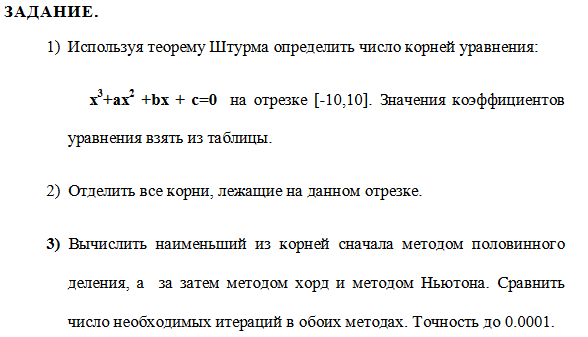 ЗАДАНИЕ.
1) Используя теорему Штурма определить число корней уравнения:
x³+ax² +bx + c=0 на отрезке [-10,10]. Значения коэффициентов
уравнения взять из таблицы.
2) Отделить все корни, лежащие на данном отрезке.
3) Вычислить наименьший из корней сначала методом половинного
деления, а за затем методом хорд и методом Ньютона. Сравнить
число необходимых итераций в обоих методах. Точность до 0.0001.